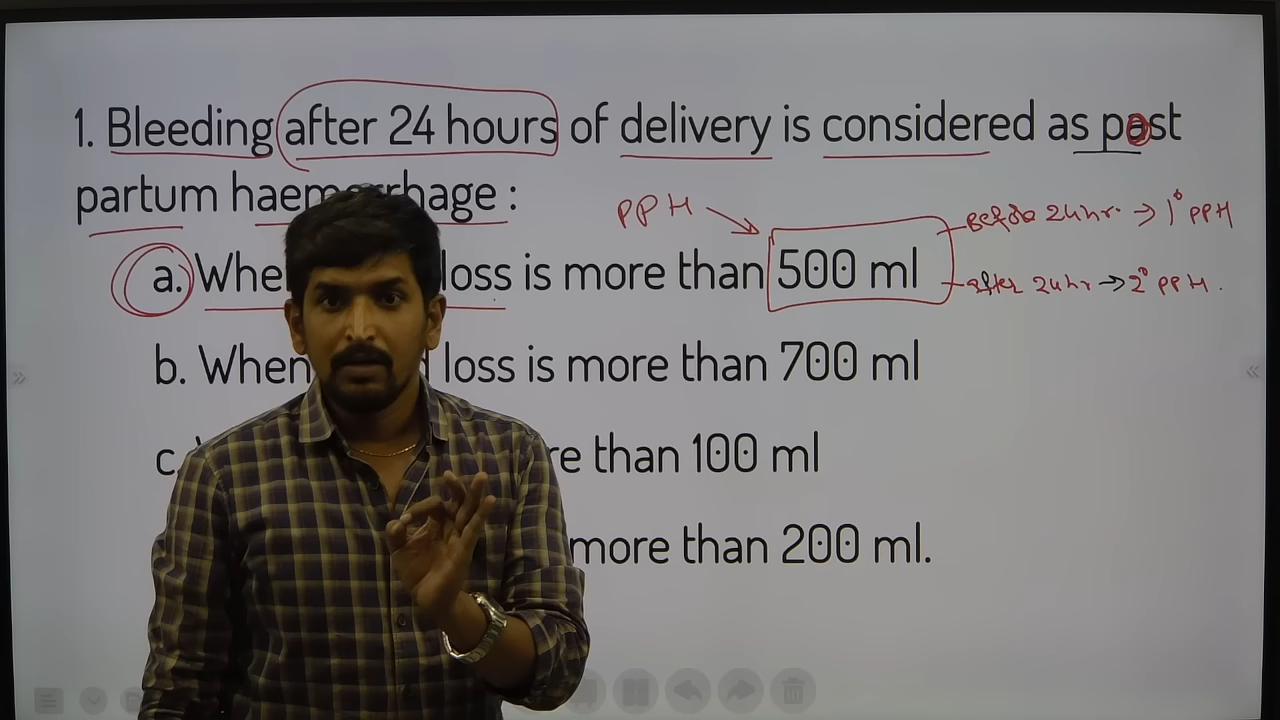 1. Bleeding after 24 hours of delivery is considered as past
partum haemorrhage :
PPH → Before 24hr. → 1° PPH
a. Whe loss is more than 500 ml
after 24hr → 2° PPH.
b. When loss is more than 700 ml
c. re than 100 ml
more than 200 ml.